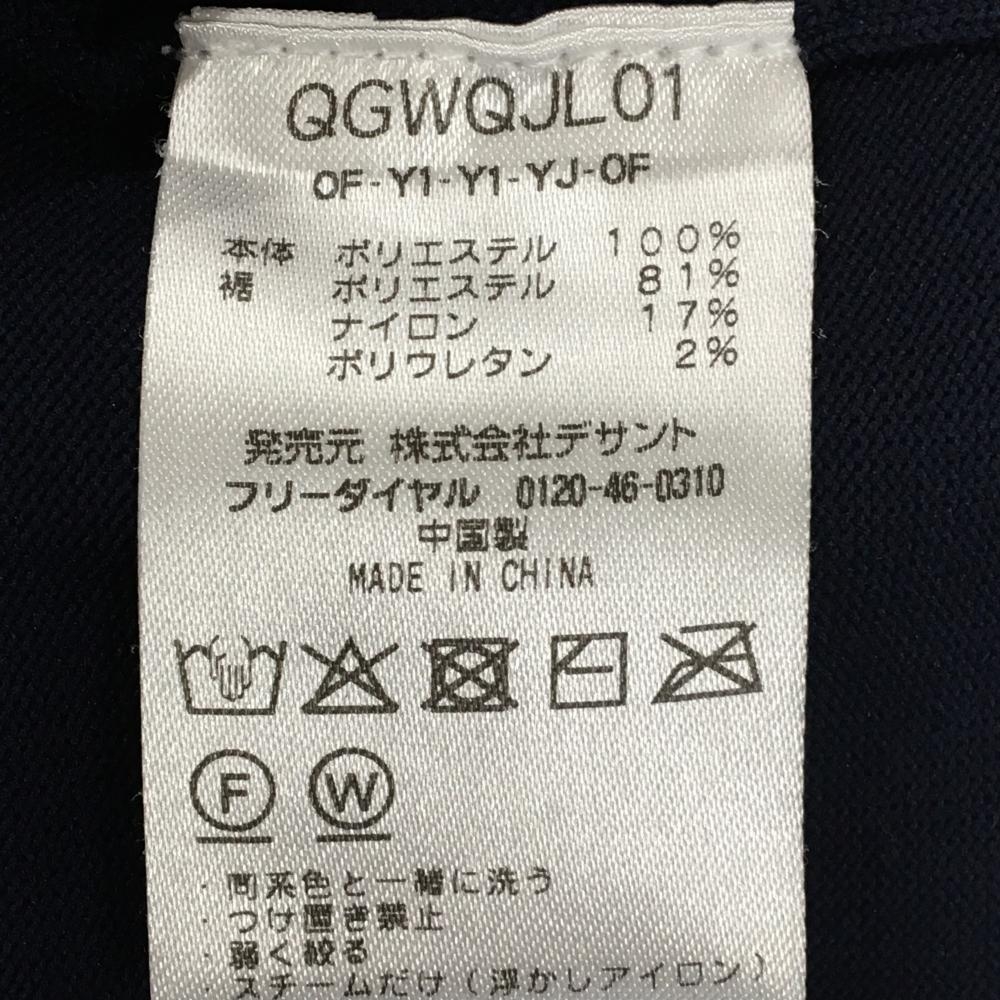 QGWQJL01
OF-Y1-Y1-YJ-OF
本体 ポリエステル 100%
裾 ポリエステル 81%
ナイロン 17%
ポリウレタン 2%
発売元 株式会社デサント
フリーダイヤル 0120-46-0310
中国製
MADE IN CHINA
F W
・同系色と一緒に洗う
・つけ置き禁止
・弱く絞る
・スチームだけ(浮かしアイロン)